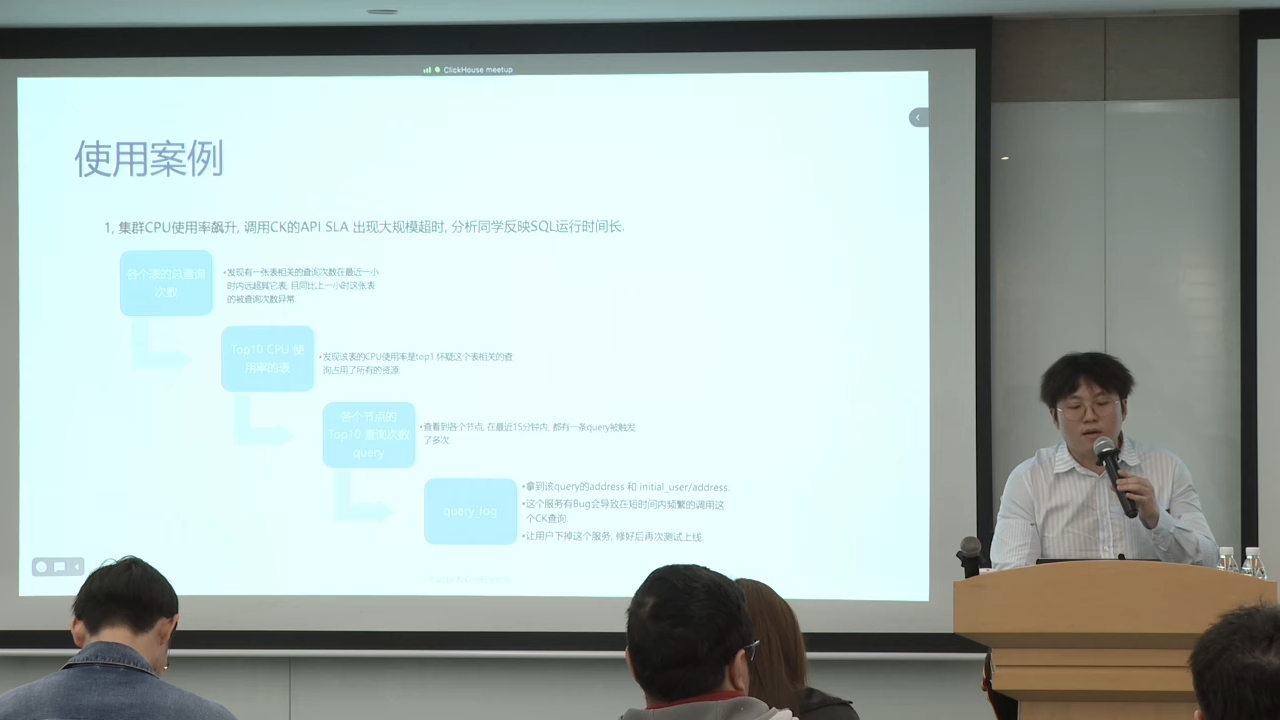 ClickHouse meetup
使用案例
1, 集群CPU使用率飙升, 调用CK的API SLA 出现大规模超时, 分析同学反映SQL运行时间长.
各个表的总查询
次数
•发现有一张表相关的查询次数在最近一小
时内远超其它表, 且同比上一小时这张表
的被查询次数异常.
Top10 CPU 使
用率的表
•发现该表的CPU使用率是top1.怀疑这个表相关的查
询占用了所有的资源.
各个节点的
Top10 查询次数
query
•查看到各个节点, 在最近15分钟内, 都有一条query被触发
了多次.
query_log
•拿到该query的address 和 initial_user/address.
•这个服务有Bug会导致在短时间内频繁的调用这
个CK查询.
•让用户下掉这个服务, 修好后再次测试上线.